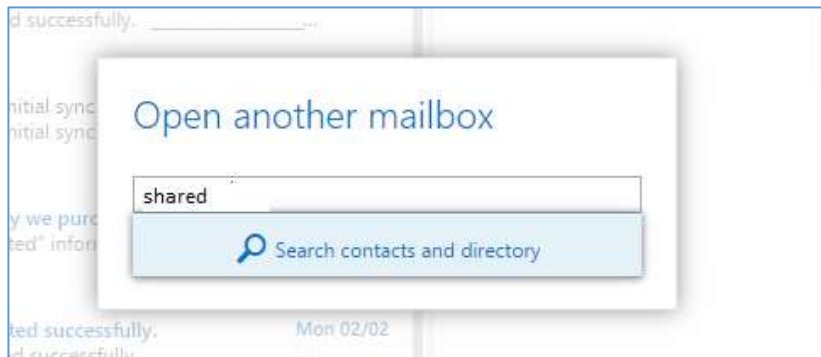 d successfully. ...
nitial sync
nitial sync
Open another mailbox
shared
y we purc
ted" infor
Search contacts and directory
ted successfully. Mon 02/02
d successfully